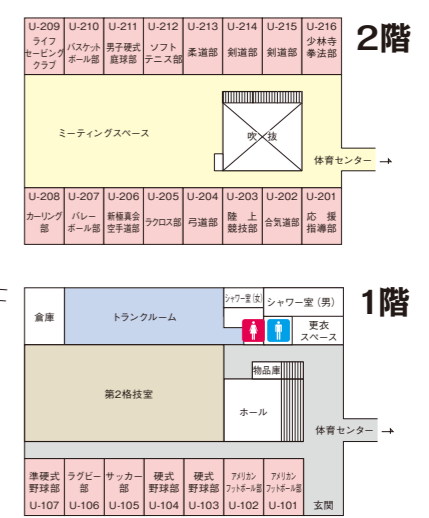 2階
U-209 U-210 U-211 U-212 U-213 U-214 U-215 U-216
ライフ
セービング
クラブ
バスケット
ボール部
男子硬式
庭球部
ソフト
テニス部
柔道部
剣道部
剣道部
少林寺
拳法部
ミーティングスペース
吹 抜
体育センター →
U-208 U-207 U-206 U-205 U-204 U-203 U-202 U-201
カーリング
部
バレー
ボール部
新極真会
空手道部
ラクロス部
弓道部
陸 上
競技部
合気道部
応 援
指導部
1階
倉庫
トランクルーム
シャワー室(女)
シャワー室(男)
更衣
スペース
物品庫
第2格技室
ホール
体育センター →
準硬式
野球部
ラグビー
部
サッカー
部
硬式
野球部
硬式
野球部
アメリカン
フットボール部
アメリカン
フットボール部
U-107 U-106 U-105 U-104 U-103 U-102 U-101 玄関